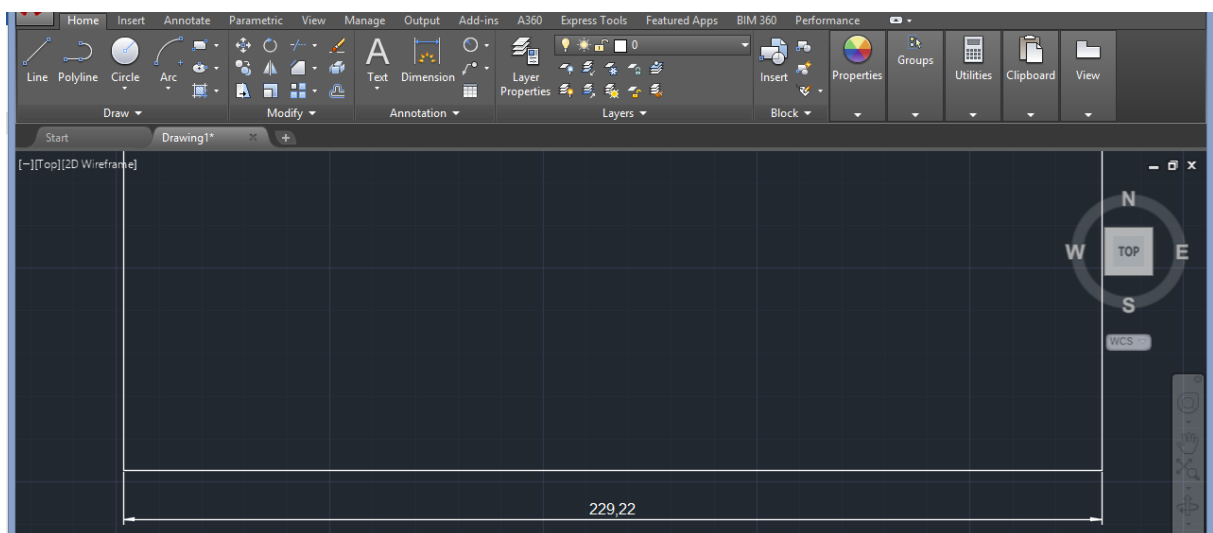 Home Insert Annotate Parametric View Manage Output Add-ins A360 Express Tools Featured Apps BIM 360 Performance
Line Polyline Circle Arc Text Dimension Layer Properties 0 Insert Properties Groups Utilities Clipboard View
Draw Modify Annotation Layers Block
Start Drawing1*
[−][Top][2D Wireframe]
N
W TOP E
S
WCS
229,22